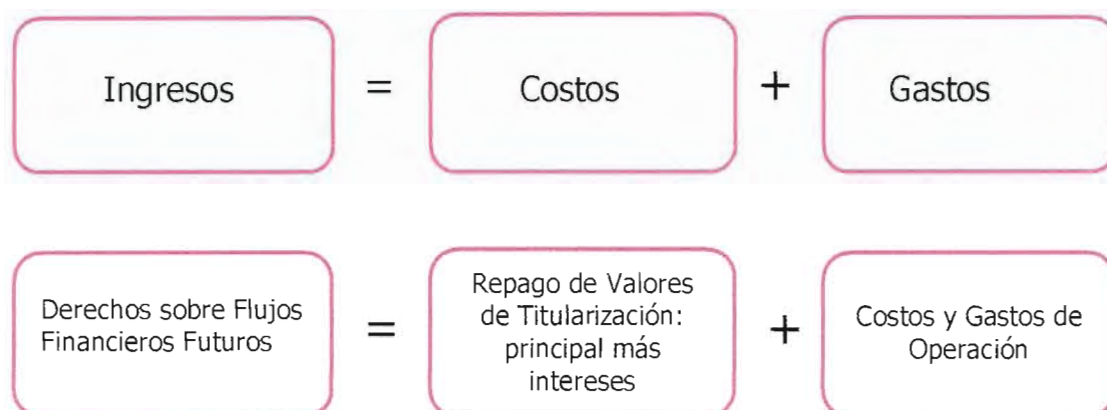 Ingresos = Costos + Gastos
Derechos sobre Flujos
Financieros Futuros
=
Repago de Valores
de Titularización:
principal más
intereses
+
Costos y Gastos de
Operación